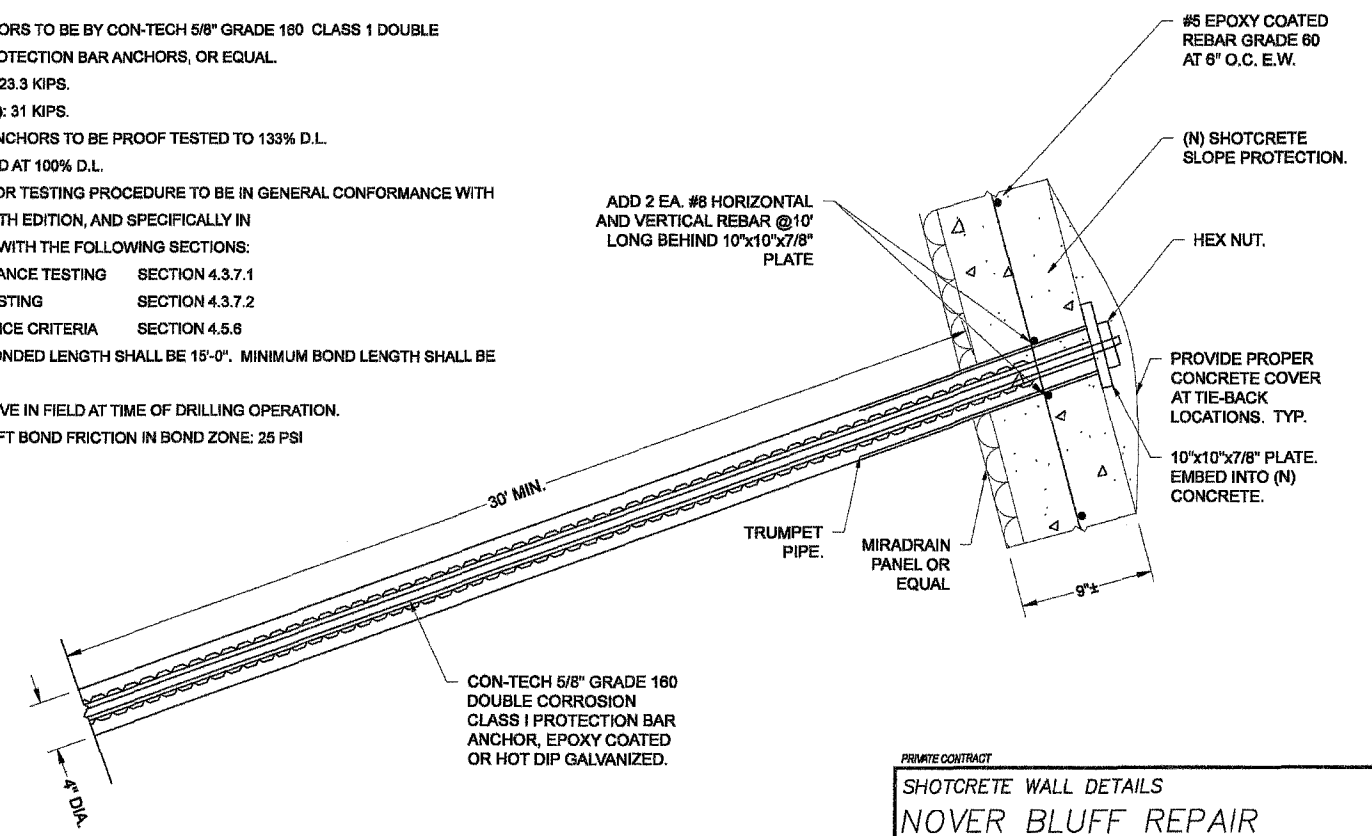 ORS TO BE BY CON-TECH 5/8" GRADE 160 CLASS 1 DOUBLE
OTECTION BAR ANCHORS, OR EQUAL.
23.3 KIPS.
): 31 KIPS.
NCHORS TO BE PROOF TESTED TO 133% D.L.
D AT 100% D.L.
OR TESTING PROCEDURE TO BE IN GENERAL CONFORMANCE WITH
TH EDITION, AND SPECIFICALLY IN
WITH THE FOLLOWING SECTIONS:
ANCE TESTING SECTION 4.3.7.1
STING SECTION 4.3.7.2
NCE CRITERIA SECTION 4.5.6
ONDED LENGTH SHALL BE 15'-0". MINIMUM BOND LENGTH SHALL BE
VE IN FIELD AT TIME OF DRILLING OPERATION.
FT BOND FRICTION IN BOND ZONE: 25 PSI
#5 EPOXY COATED
REBAR GRADE 60
AT 6" O.C. E.W.
(N) SHOTCRETE
SLOPE PROTECTION.
ADD 2 EA. #6 HORIZONTAL
AND VERTICAL REBAR @10'
LONG BEHIND 10"x10"x7/8"
PLATE
HEX NUT.
PROVIDE PROPER
CONCRETE COVER
AT TIE-BACK
LOCATIONS. TYP.
10"x10"x7/8" PLATE.
EMBED INTO (N)
CONCRETE.
30' MIN.
TRUMPET
PIPE.
MIRADRAIN
PANEL OR
EQUAL
9"±
CON-TECH 5/8" GRADE 160
DOUBLE CORROSION
CLASS I PROTECTION BAR
ANCHOR, EPOXY COATED
OR HOT DIP GALVANIZED.
4" DIA.
PRIVATE CONTRACT
SHOTCRETE WALL DETAILS
NOVER BLUFF REPAIR